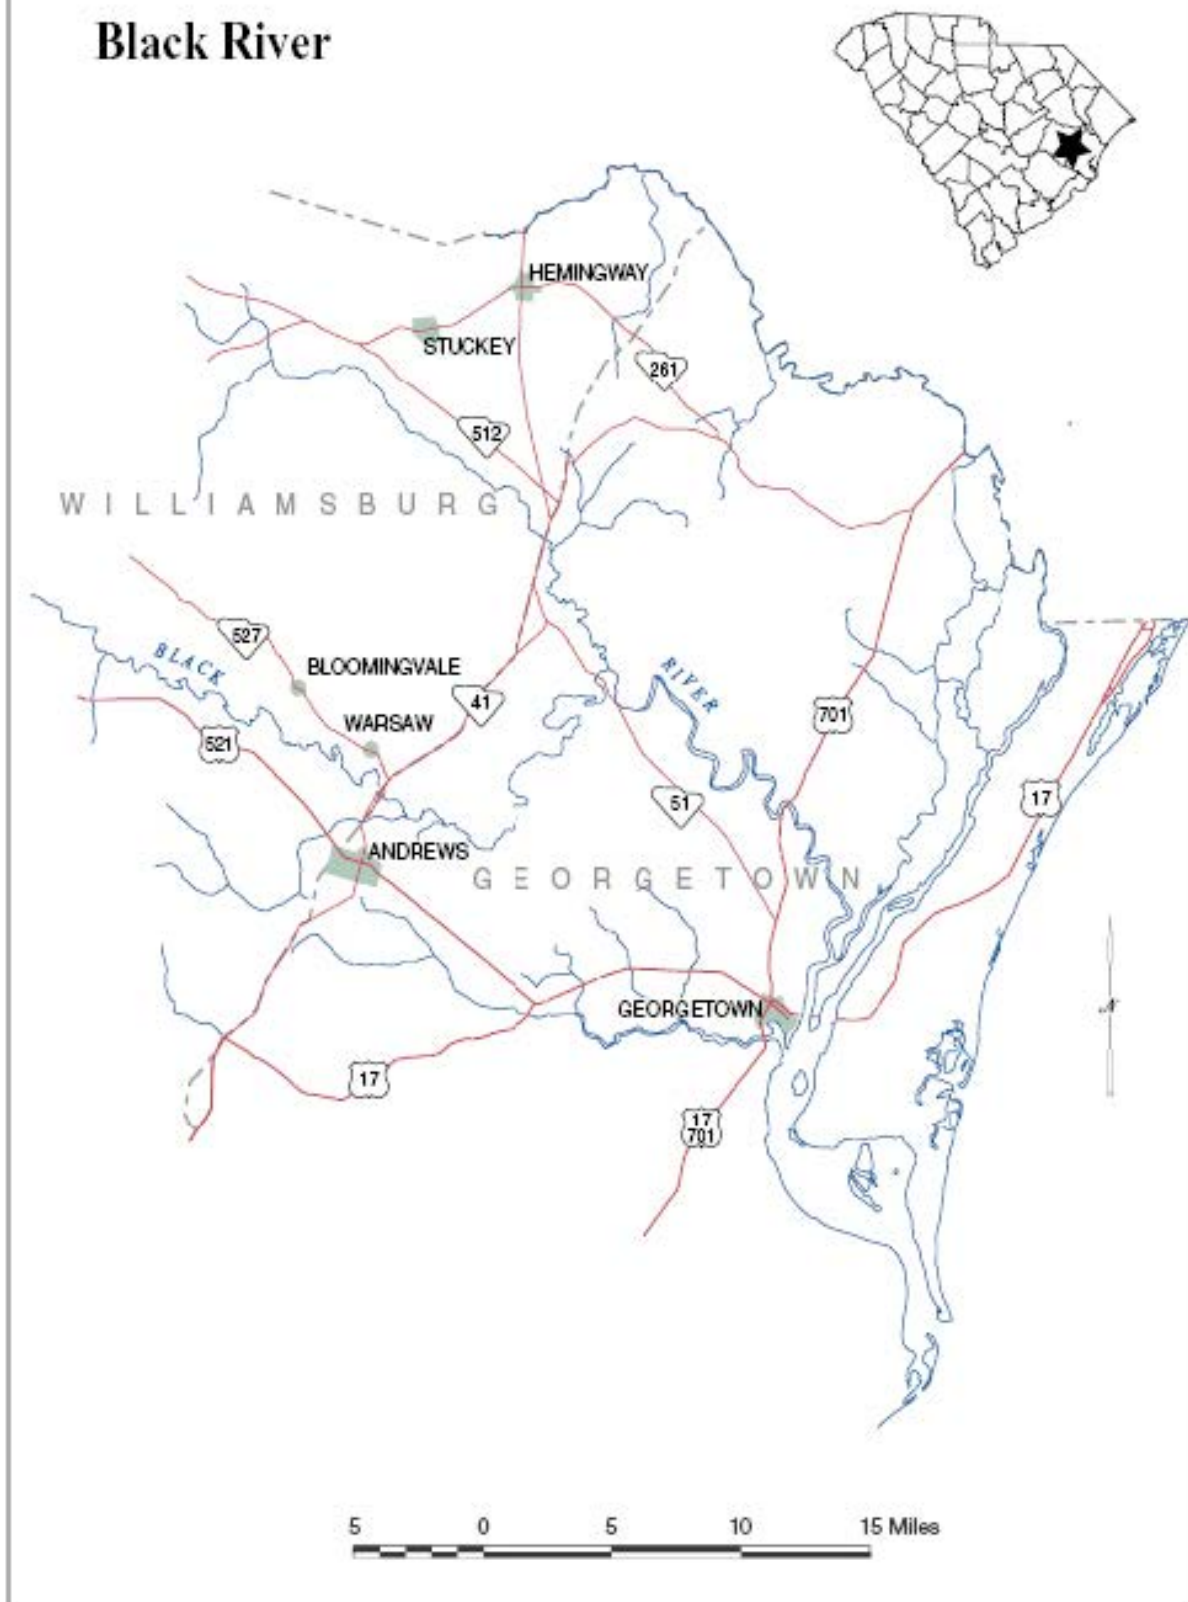 Black River
HEMINGWAY
STUCKEY
261
512
WILLIAMSBURG
527
BLACK
BLOOMINGVALE
RIVER
41
701
WARSAW
521
17
51
ANDREWS
GEORGETOWN
GEORGETOWN
N
17
17
701
5 0 5 10 15 Miles